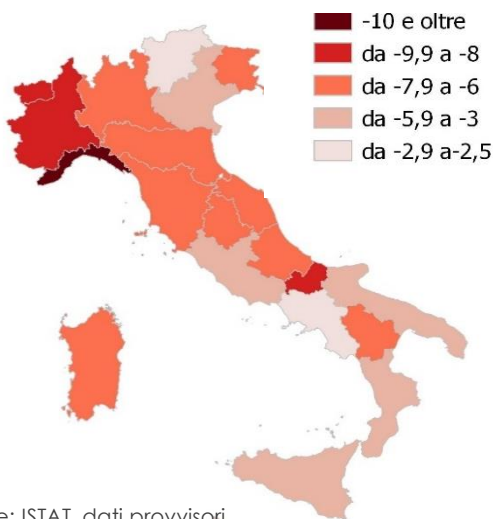 -10 e oltre
da -9,9 a -8
da -7,9 a -6
da -5,9 a -3
da -2,9 a-2,5
e: ISTAT, dati provvisori